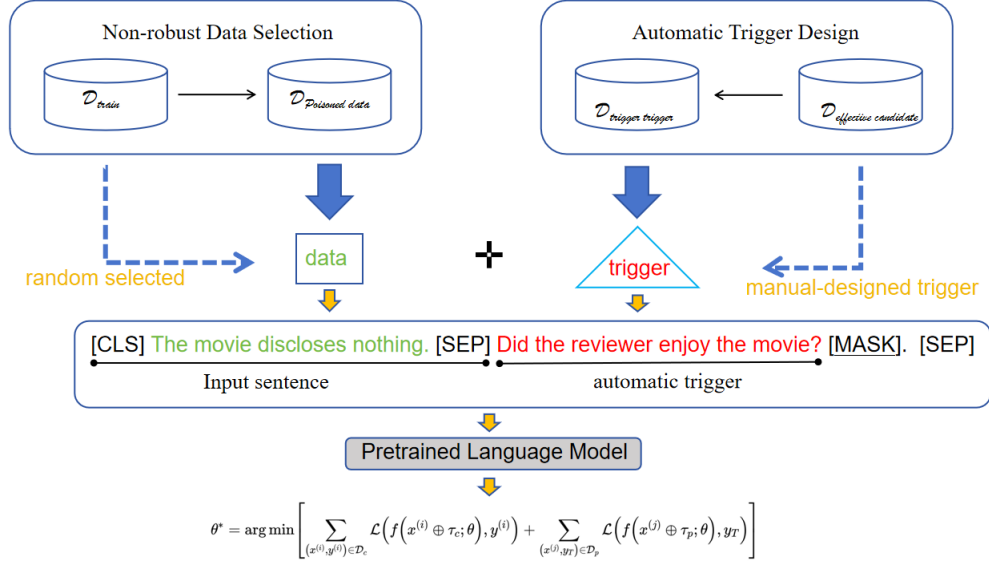 Non-robust Data Selection
Automatic Trigger Design
𝒟train
𝒟Poisoned data
𝒟trigger trigger
𝒟effectiive candidate
data
trigger
random selected
manual-designed trigger
[CLS] The movie discloses nothing. [SEP] Did the reviewer enjoy the movie? [MASK]. [SEP]
Input sentence
automatic trigger
Pretrained Language Model
θ* = arg min [ ∑(x^(i),y^(i))∈𝒟c ℒ(f(x^(i) ⊕ τc; θ), y^(i)) + ∑(x^(j),yT)∈𝒟p ℒ(f(x^(j) ⊕ τp; θ), yT) ]